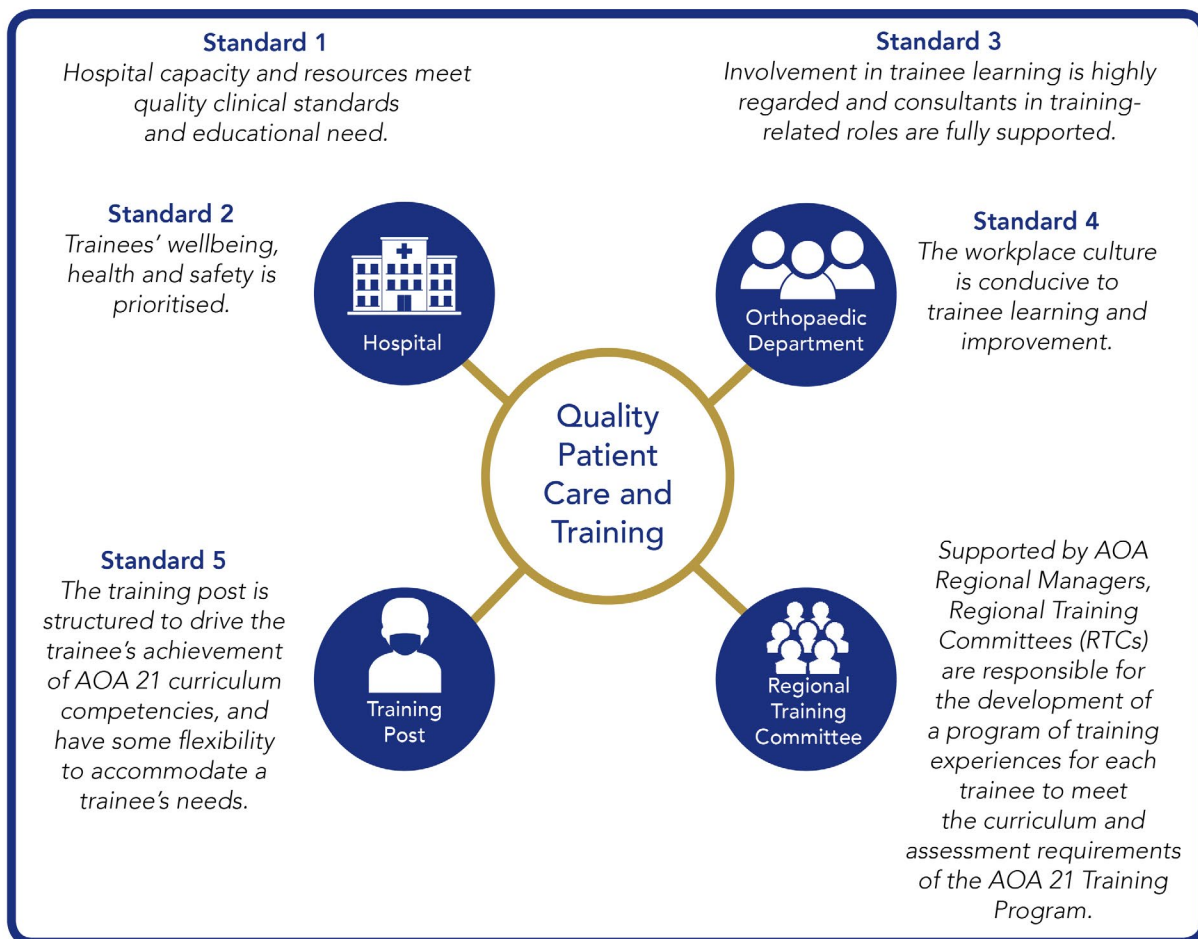 Standard 1
Hospital capacity and resources meet
quality clinical standards
and educational need.
Standard 3
Involvement in trainee learning is highly
regarded and consultants in training-
related roles are fully supported.
Standard 2
Trainees’ wellbeing,
health and safety is
prioritised.
Hospital
Orthopaedic
Department
Standard 4
The workplace culture
is conducive to
trainee learning and
improvement.
Quality
Patient
Care and
Training
Standard 5
The training post is
structured to drive the
trainee’s achievement
of AOA 21 curriculum
competencies, and
have some flexibility
to accommodate a
trainee’s needs.
Training
Post
Regional
Training
Committee
Supported by AOA
Regional Managers,
Regional Training
Committees (RTCs)
are responsible for
the development of
a program of training
experiences for each
trainee to meet
the curriculum and
assessment requirements
of the AOA 21 Training
Program.